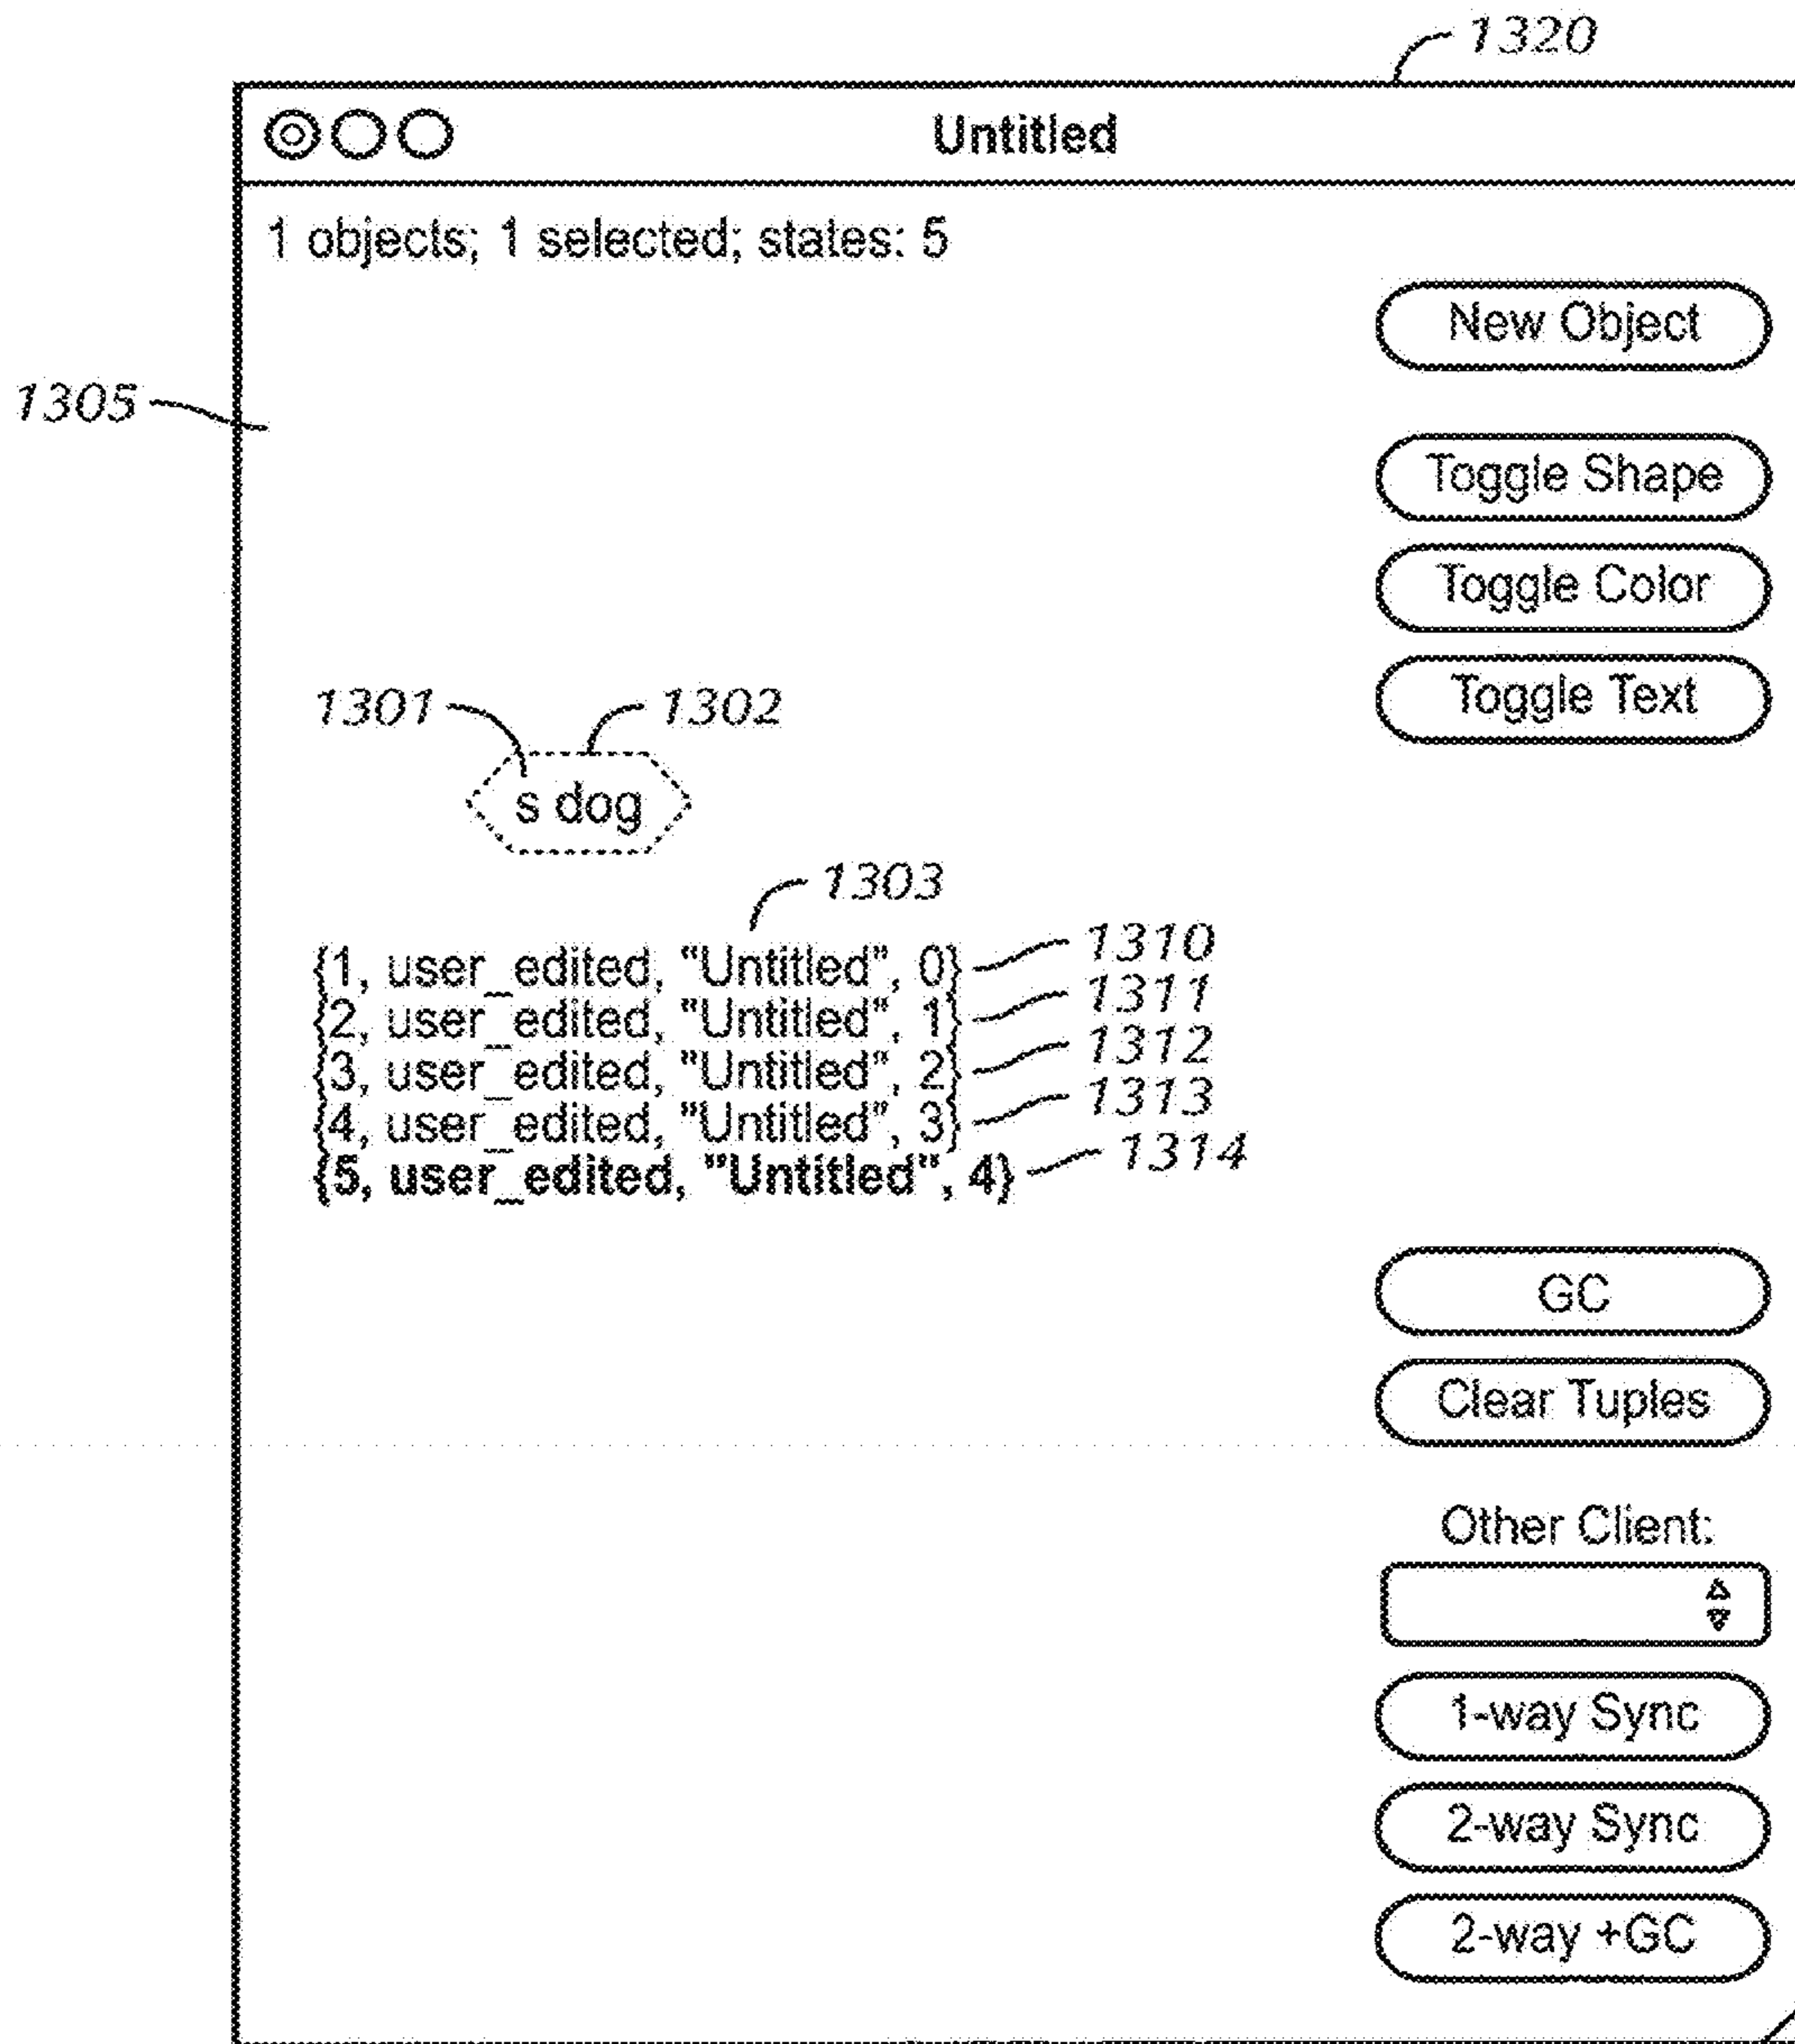 1320
Untitled
1 objects; 1 selected; states: 5
New Object
1305
Toggle Shape
Toggle Color
Toggle Text
1301 1302
s dog
1303
{1, user_edited, "Untitled", 0} 1310
{2, user_edited, "Untitled", 1} 1311
{3, user_edited, "Untitled", 2} 1312
{4, user_edited, "Untitled", 3} 1313
{5, user_edited, "Untitled", 4} 1314
GC
Clear Tuples
Other Client:
1-way Sync
2-way Sync
2-way +GC